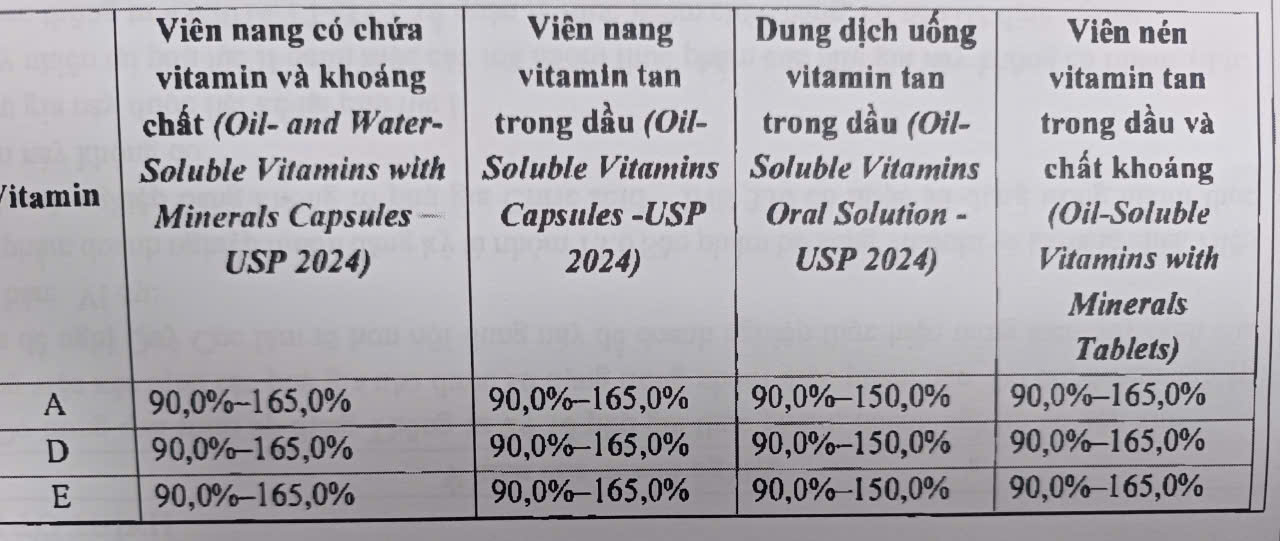 Vitamin
Viên nang có chứa
vitamin và khoáng
chất (Oil- and Water-
Soluble Vitamins with
Minerals Capsules –
USP 2024)
Viên nang
vitamin tan
trong dầu (Oil-
Soluble Vitamins
Capsules -USP
2024)
Dung dịch uống
vitamin tan
trong dầu (Oil-
Soluble Vitamins
Oral Solution -
USP 2024)
Viên nén
vitamin tan
trong dầu và
chất khoáng
(Oil-Soluble
Vitamins with
Minerals
Tablets)
A 90,0%–165,0% 90,0%–165,0% 90,0%–150,0% 90,0%–165,0%
D 90,0%–165,0% 90,0%–165,0% 90,0%–150,0% 90,0%–165,0%
E 90,0%–165,0% 90,0%–165,0% 90,0%–150,0% 90,0%–165,0%